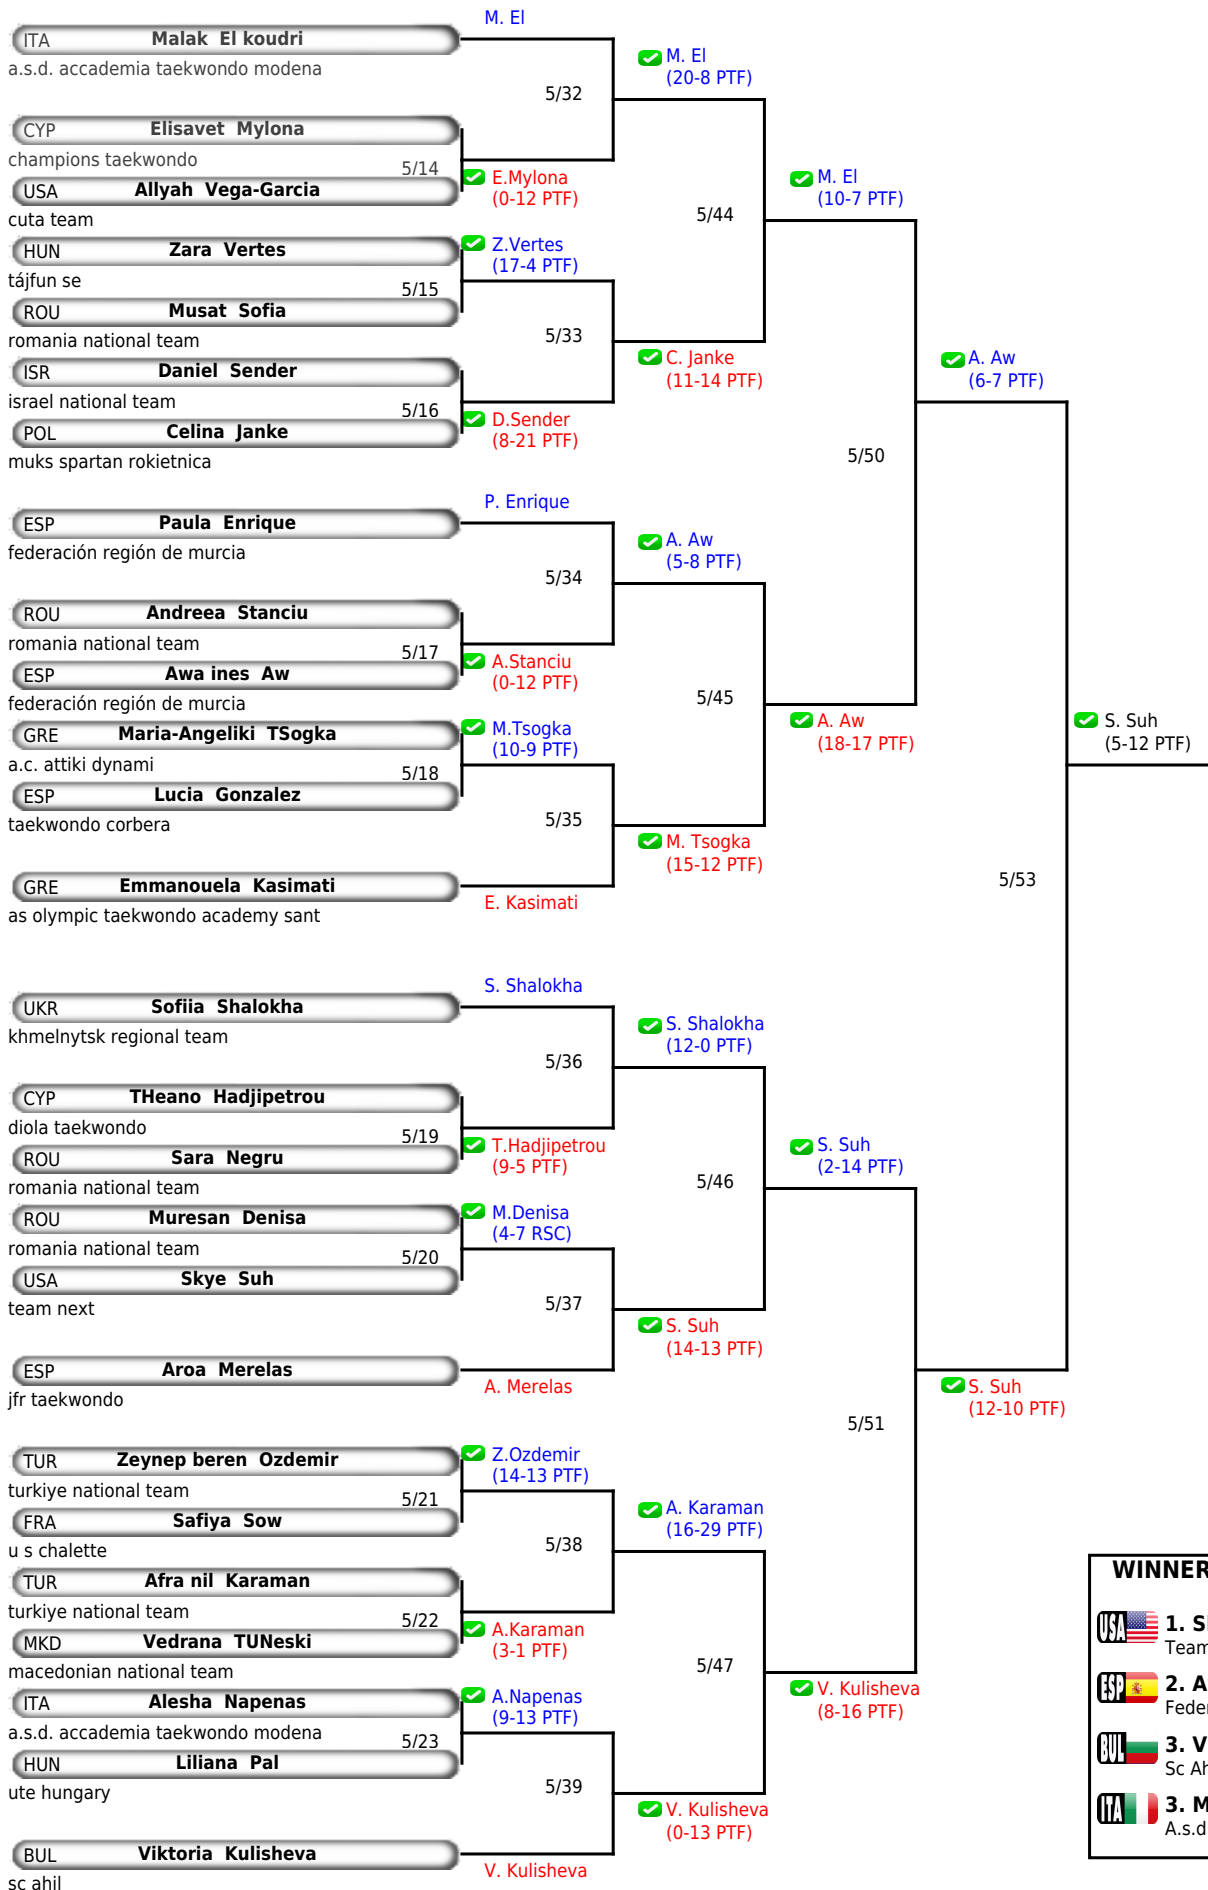 M. El
ITA Malak El koudri
a.s.d. accademia taekwondo modena
M. El
(20-8 PTF)
5/32
CYP Elisavet Mylona
champions taekwondo
5/14
E.Mylona
(0-12 PTF)
USA Allyah Vega-Garcia
cuta team
M. El
(10-7 PTF)
5/44
HUN Zara Vertes
tájfun se
Z.Vertes
(17-4 PTF)
5/15
ROU Musat Sofia
romania national team
5/33
C. Janke
(11-14 PTF)
ISR Daniel Sender
israel national team
5/16
D.Sender
(8-21 PTF)
POL Celina Janke
muks spartan rokietnica
A. Aw
(6-7 PTF)
5/50
P. Enrique
ESP Paula Enrique
federación región de murcia
A. Aw
(5-8 PTF)
5/34
ROU Andreea Stanciu
romania national team
5/17
A.Stanciu
(0-12 PTF)
ESP Awa ines Aw
federación región de murcia
5/45
A. Aw
(18-17 PTF)
GRE Maria-Angeliki TSogka
a.c. attiki dynami
M.Tsogka
(10-9 PTF)
5/18
ESP Lucia Gonzalez
taekwondo corbera
5/35
M. Tsogka
(15-12 PTF)
GRE Emmanouela Kasimati
as olympic taekwondo academy sant
E. Kasimati
S. Suh
(5-12 PTF)
5/53
S. Shalokha
UKR Sofiia Shalokha
khmelnytsk regional team
S. Shalokha
(12-0 PTF)
5/36
CYP THeano Hadjipetrou
diola taekwondo
5/19
T.Hadjipetrou
(9-5 PTF)
ROU Sara Negru
romania national team
S. Suh
(2-14 PTF)
5/46
ROU Muresan Denisa
romania national team
M.Denisa
(4-7 RSC)
5/20
USA Skye Suh
team next
5/37
S. Suh
(14-13 PTF)
ESP Aroa Merelas
jfr taekwondo
A. Merelas
S. Suh
(12-10 PTF)
5/51
TUR Zeynep beren Ozdemir
turkiye national team
Z.Ozdemir
(14-13 PTF)
5/21
FRA Safiya Sow
u s chalette
A. Karaman
(16-29 PTF)
5/38
TUR Afra nil Karaman
turkiye national team
5/22
A.Karaman
(3-1 PTF)
MKD Vedrana TUNeski
macedonian national team
5/47
V. Kulisheva
(8-16 PTF)
ITA Alesha Napenas
a.s.d. accademia taekwondo modena
A.Napenas
(9-13 PTF)
5/23
HUN Liliana Pal
ute hungary
5/39
V. Kulisheva
(0-13 PTF)
BUL Viktoria Kulisheva
sc ahil
V. Kulisheva
WINNER
USA 1. S
Team
ESP 2. A
Feder
BUL 3. V
Sc Ah
ITA 3. M
A.s.d